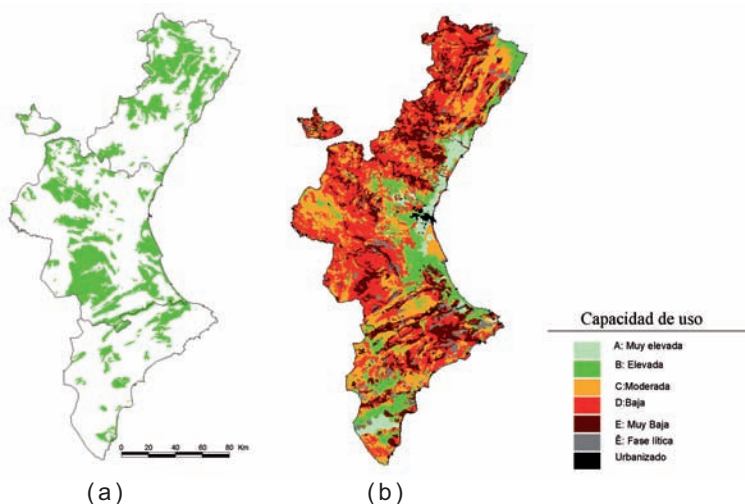 Capacidad de uso
A: Muy elevada
B: Elevada
C:Moderada
D:Baja
E: Muy Baja
Ê: Fase lítica
Urbanizado
0 20 40 60 80
Km
(a) (b)